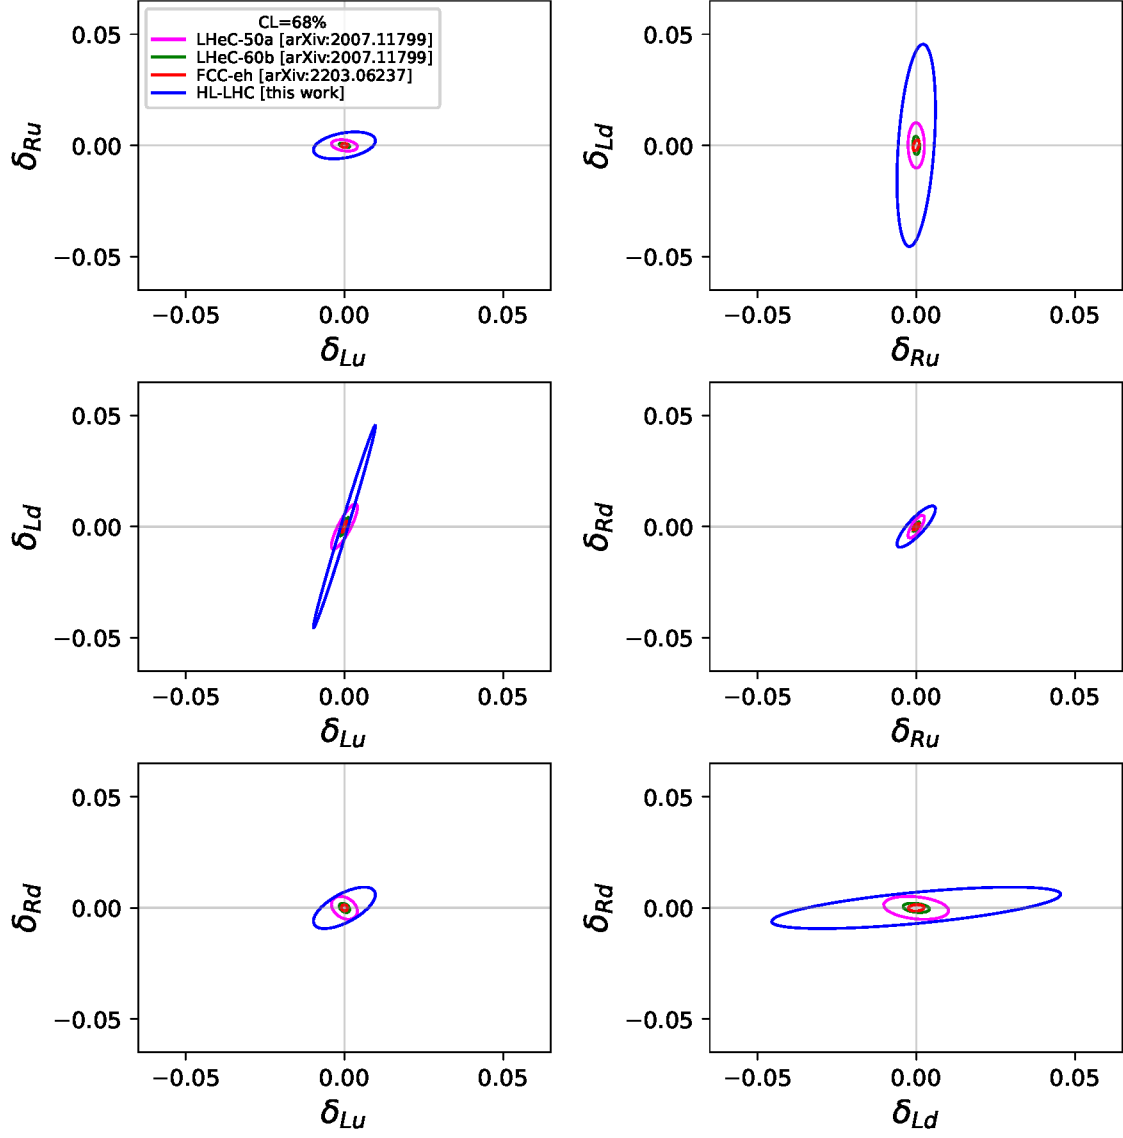 CL=68%
LHeC-50a [arXiv:2007.11799]
LHeC-60b [arXiv:2007.11799]
FCC-eh [arXiv:2203.06237]
HL-LHC [this work]
0.05
0.00
−0.05
δRu
−0.05 0.00 0.05
δLu
0.05
0.00
−0.05
δLd
−0.05 0.00 0.05
δRu
0.05
0.00
−0.05
δLd
−0.05 0.00 0.05
δLu
0.05
0.00
−0.05
δRd
−0.05 0.00 0.05
δRu
0.05
0.00
−0.05
δRd
−0.05 0.00 0.05
δLu
0.05
0.00
−0.05
δRd
−0.05 0.00 0.05
δLd